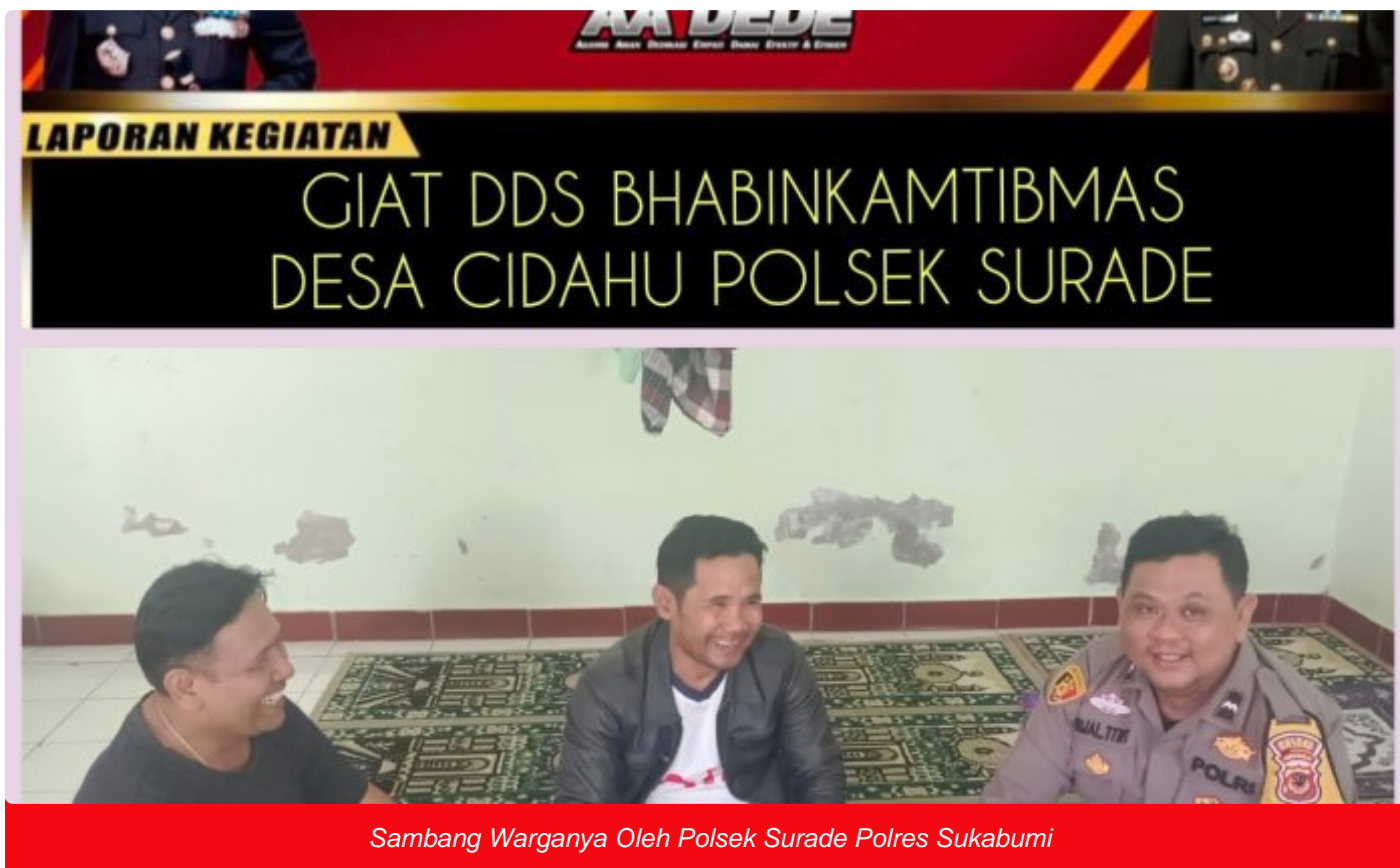 AA DEDE
LAPORAN KEGIATAN
GIAT DDS BHABINKAMTIBMAS
DESA CIDAHU POLSEK SURADE
POLRI
Sambang Warganya Oleh Polsek Surade Polres Sukabumi